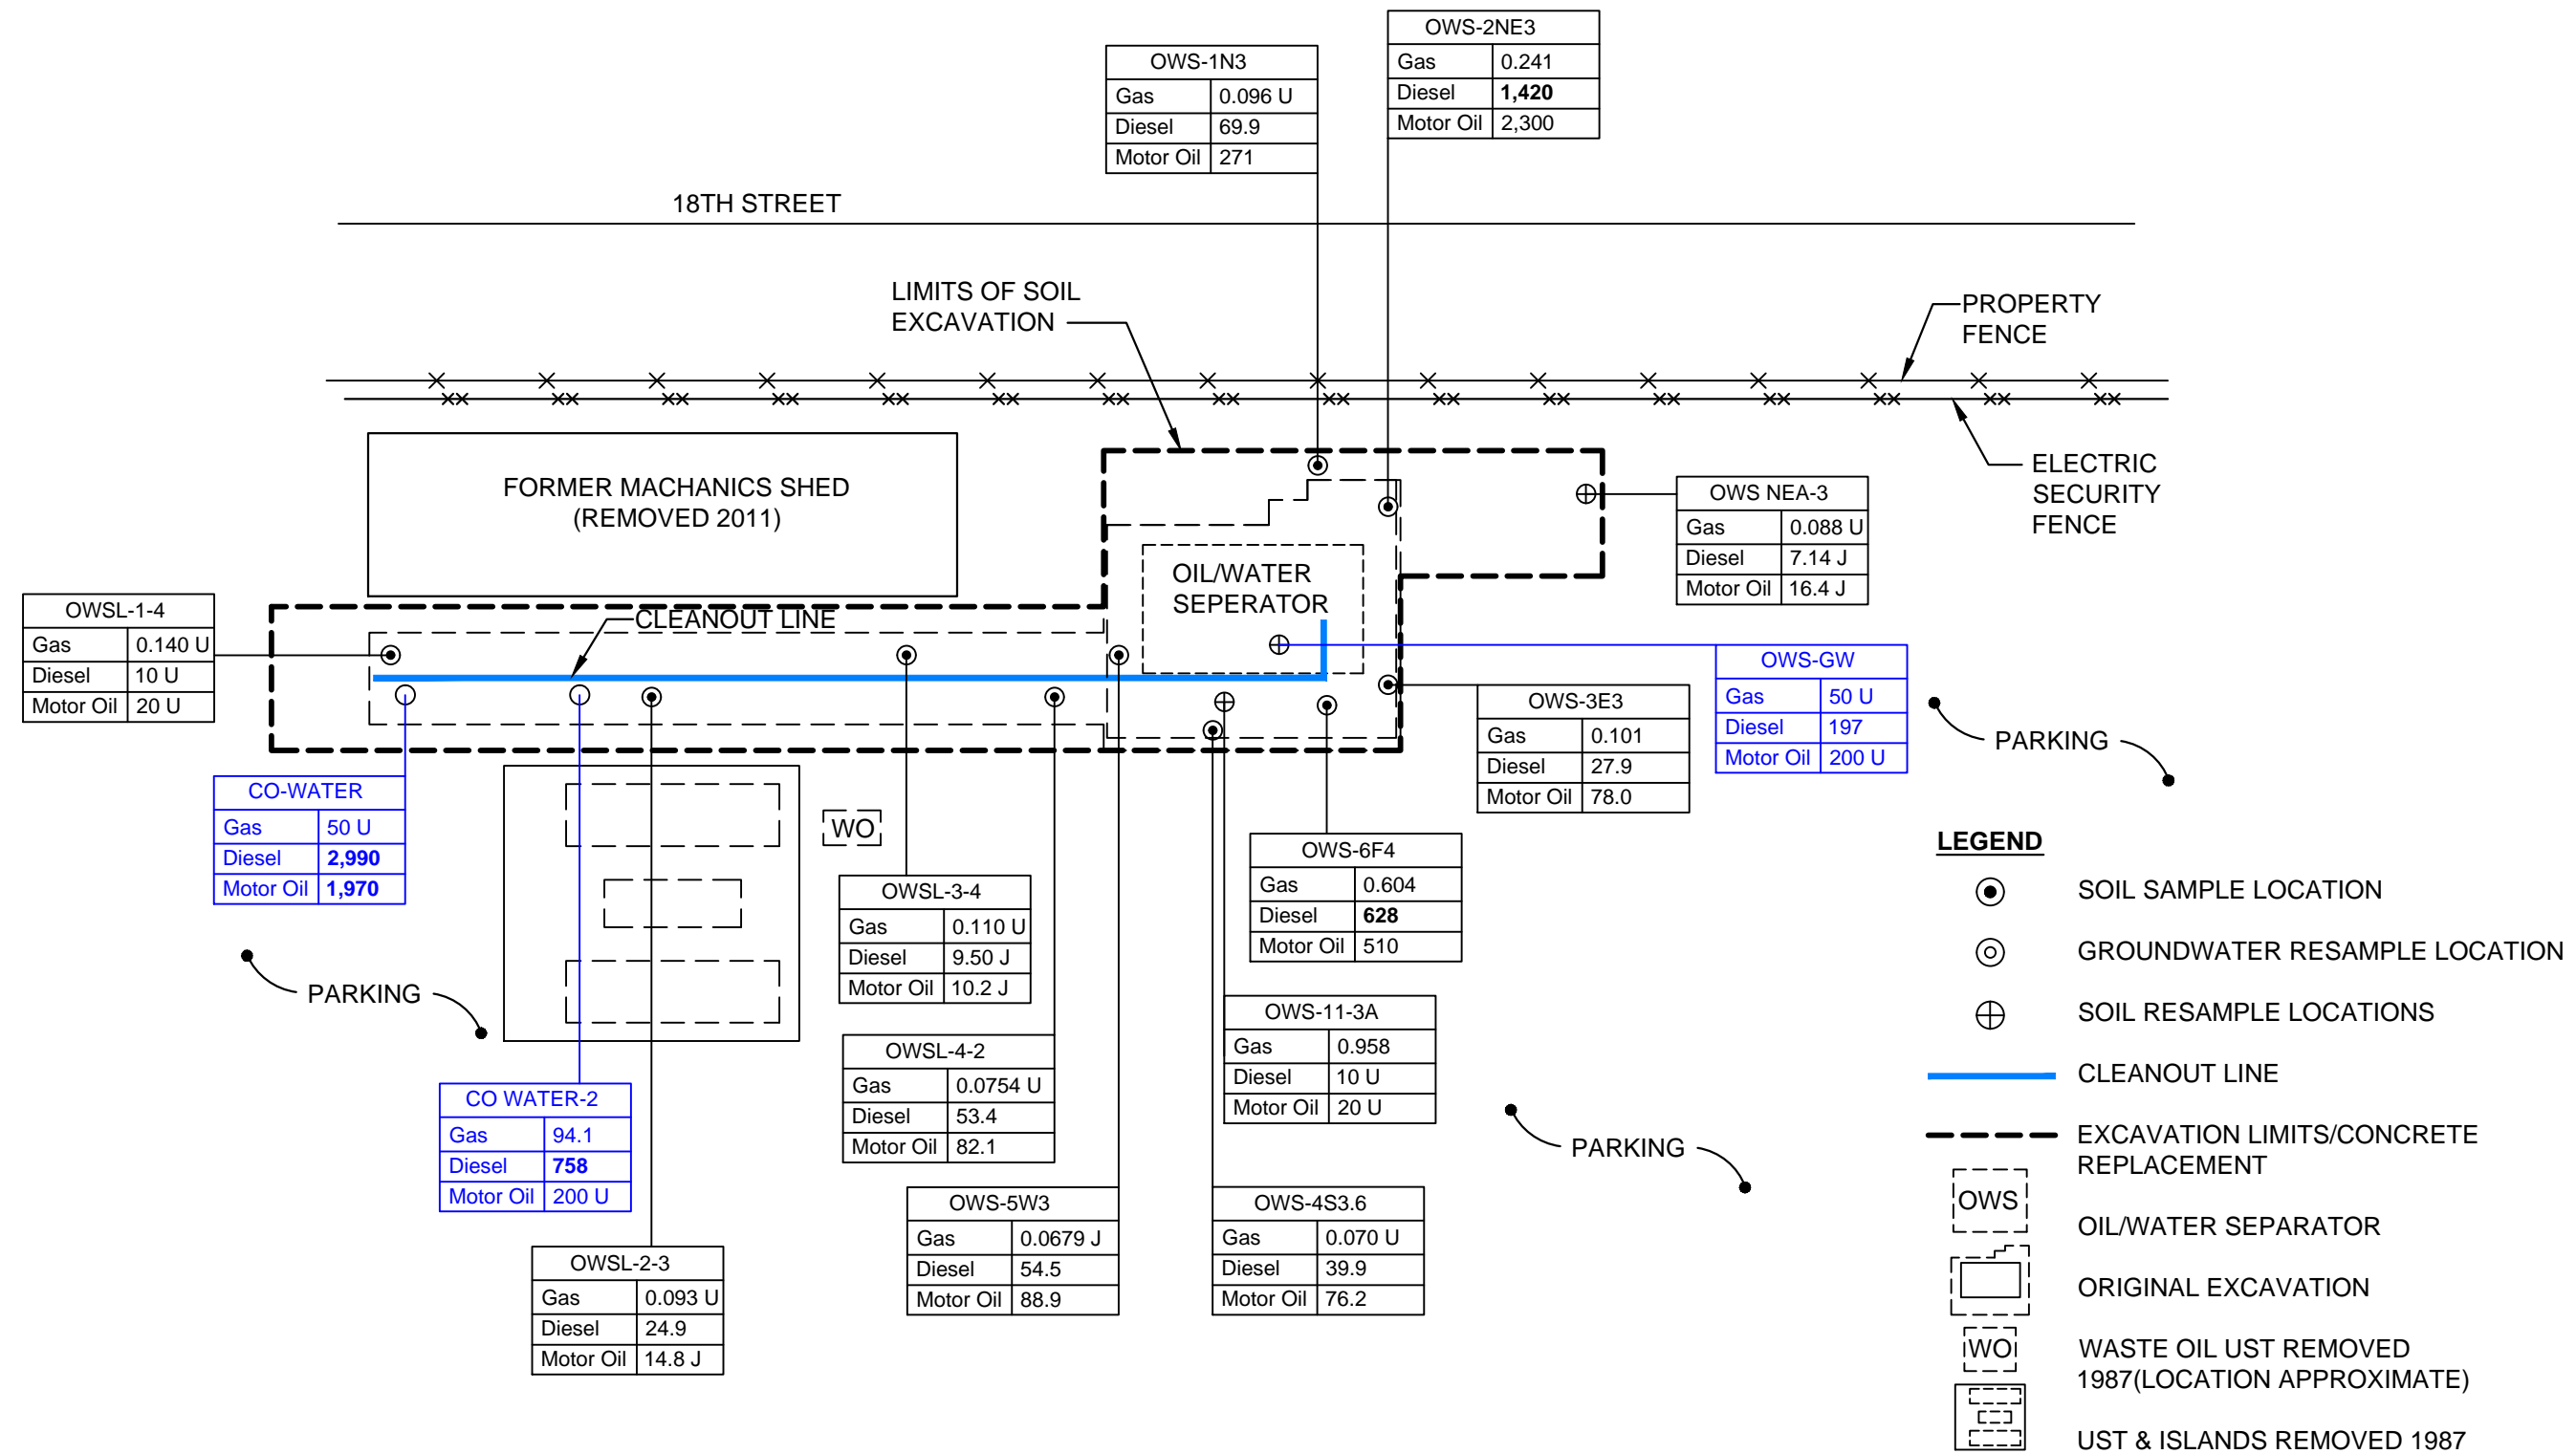 OWS-2NE3
Gas 0.241
Diesel 1,420
Motor Oil 2,300
OWS-1N3
Gas 0.096 U
Diesel 69.9
Motor Oil 271
18TH STREET
LIMITS OF SOIL
EXCAVATION
PROPERTY
FENCE
ELECTRIC
SECURITY
FENCE
FORMER MACHANICS SHED
(REMOVED 2011)
OWS NEA-3
Gas 0.088 U
Diesel 7.14 J
Motor Oil 16.4 J
OIL/WATER
SEPERATOR
CLEANOUT LINE
OWSL-1-4
Gas 0.140 U
Diesel 10 U
Motor Oil 20 U
OWS-GW
Gas 50 U
Diesel 197
Motor Oil 200 U
OWS-3E3
Gas 0.101
Diesel 27.9
Motor Oil 78.0
PARKING
CO-WATER
Gas 50 U
Diesel 2,990
Motor Oil 1,970
WO
OWS-6F4
Gas 0.604
Diesel 628
Motor Oil 510
OWSL-3-4
Gas 0.110 U
Diesel 9.50 J
Motor Oil 10.2 J
PARKING
OWS-11-3A
Gas 0.958
Diesel 10 U
Motor Oil 20 U
OWSL-4-2
Gas 0.0754 U
Diesel 53.4
Motor Oil 82.1
CO WATER-2
Gas 94.1
Diesel 758
Motor Oil 200 U
PARKING
OWS-5W3
Gas 0.0679 J
Diesel 54.5
Motor Oil 88.9
OWS-4S3.6
Gas 0.070 U
Diesel 39.9
Motor Oil 76.2
OWSL-2-3
Gas 0.093 U
Diesel 24.9
Motor Oil 14.8 J
LEGEND
SOIL SAMPLE LOCATION
GROUNDWATER RESAMPLE LOCATION
SOIL RESAMPLE LOCATIONS
CLEANOUT LINE
EXCAVATION LIMITS/CONCRETE
REPLACEMENT
OWS
OIL/WATER SEPARATOR
ORIGINAL EXCAVATION
WO
WASTE OIL UST REMOVED
1987(LOCATION APPROXIMATE)
UST & ISLANDS REMOVED 1987